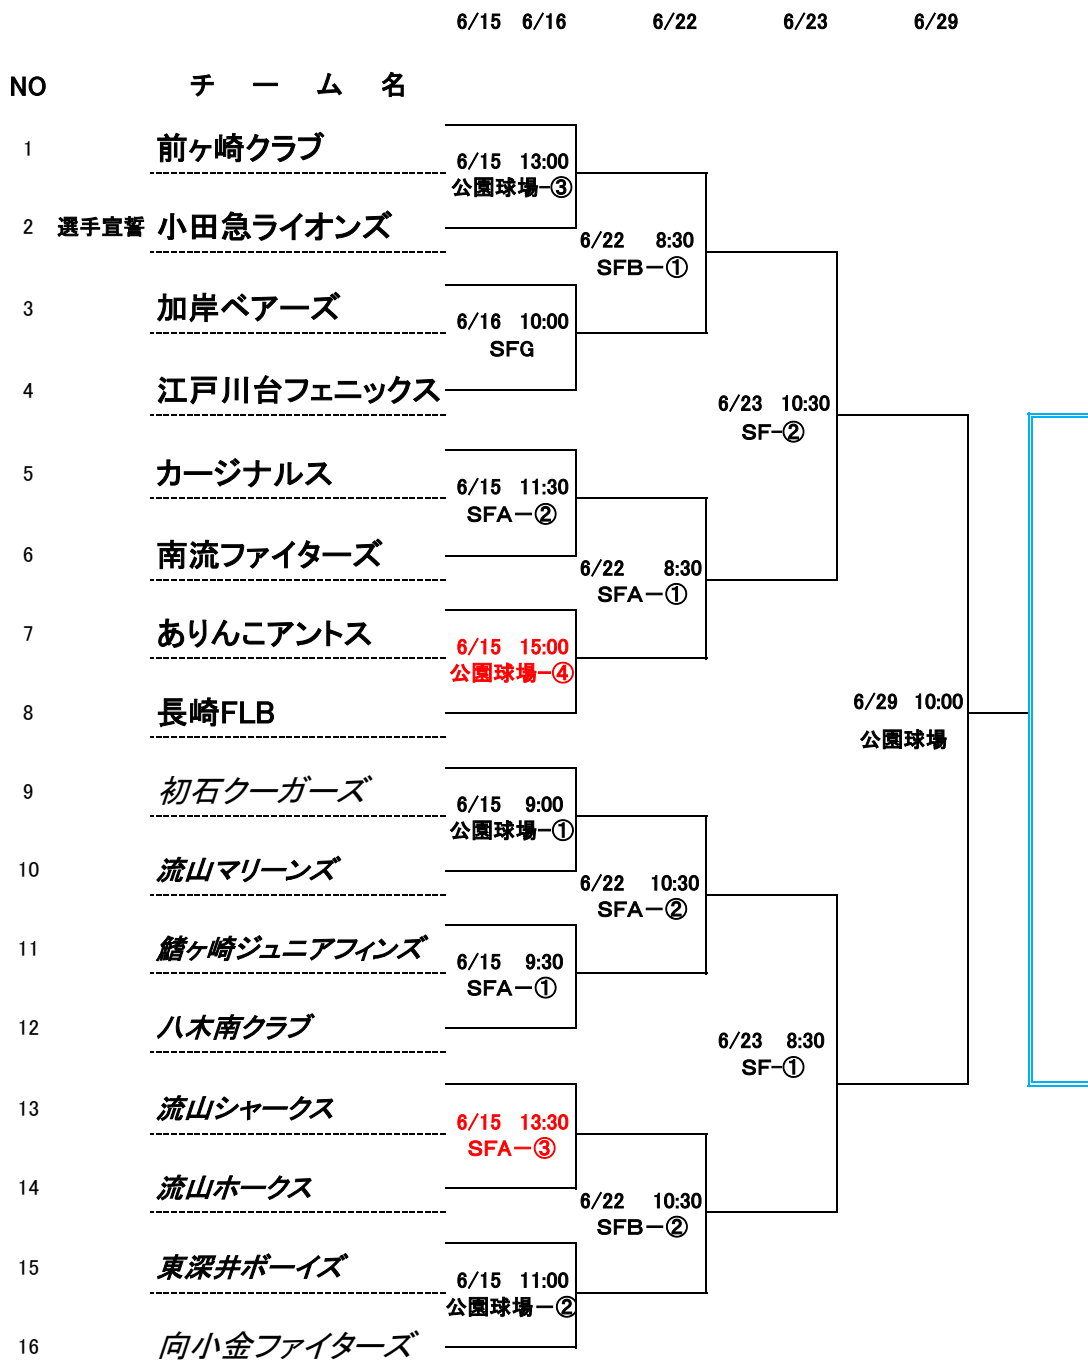 6/15 6/16 6/22 6/23 6/29
NO チ ー ム 名
1 前ヶ崎クラブ
6/15 13:00
公園球場-③
2 選手宣誓 小田急ライオンズ
6/22 8:30
SFB-①
3 加岸ベアーズ
6/16 10:00
SFG
4 江戸川台フェニックス
6/23 10:30
SF-②
5 カージナルス
6/15 11:30
SFA-②
6 南流ファイターズ
6/22 8:30
SFA-①
7 ありんこアントス
6/15 15:00
公園球場-④
8 長崎FLB
6/29 10:00
公園球場
9 初石クーガーズ
6/15 9:00
公園球場-①
10 流山マリーンズ
6/22 10:30
SFA-②
11 鰭ヶ崎ジュニアフィンズ
6/15 9:30
SFA-①
12 八木南クラブ
6/23 8:30
SF-①
13 流山シャークス
6/15 13:30
SFA-③
14 流山ホークス
6/22 10:30
SFB-②
15 東深井ボーイズ
6/15 11:00
公園球場-②
16 向小金ファイターズ